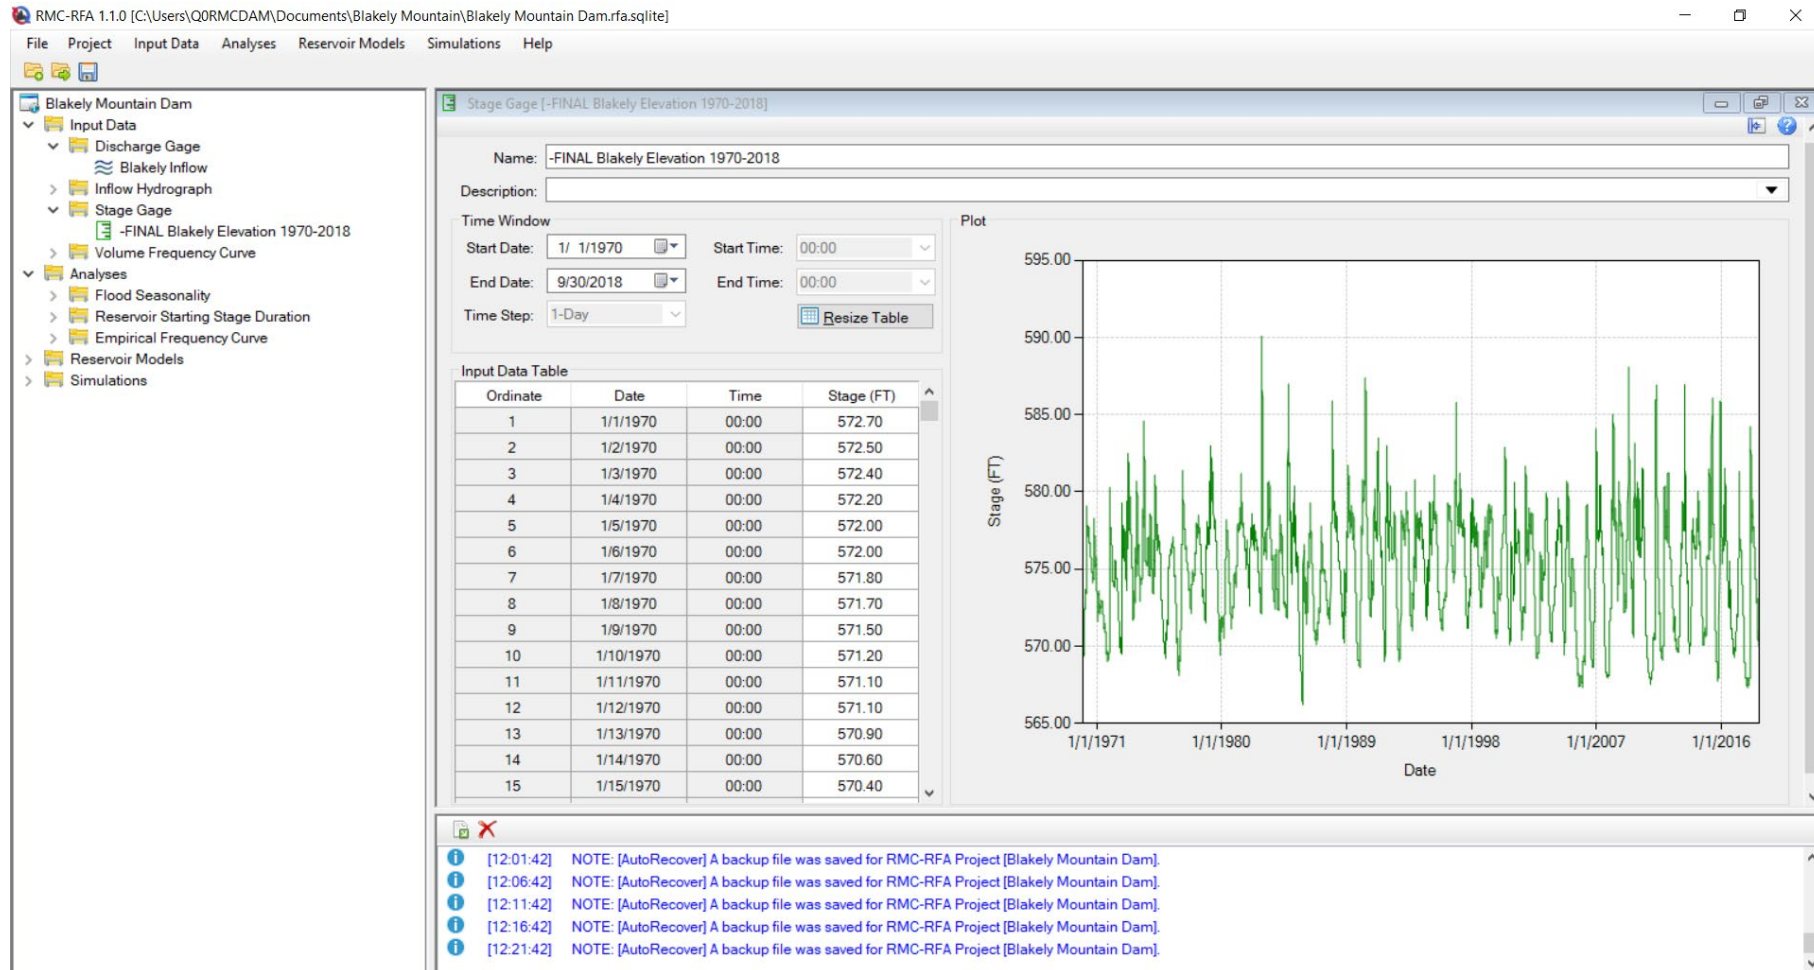 RMC-RFA 1.1.0 [C:\Users\Q0RMCDAM\Documents\Blakely Mountain\Blakely Mountain Dam.rfa.sqlite]
File Project Input Data Analyses Reservoir Models Simulations Help
Blakely Mountain Dam
Input Data
Discharge Gage
Blakely Inflow
Inflow Hydrograph
Stage Gage
-FINAL Blakely Elevation 1970-2018
Volume Frequency Curve
Analyses
Flood Seasonality
Reservoir Starting Stage Duration
Empirical Frequency Curve
Reservoir Models
Simulations
Stage Gage [-FINAL Blakely Elevation 1970-2018]
Name: -FINAL Blakely Elevation 1970-2018
Description:
Time Window
Start Date: 1/ 1/1970 Start Time: 00:00
End Date: 9/30/2018 End Time: 00:00
Time Step: 1-Day Resize Table
Input Data Table
Ordinate Date Time Stage (FT)
1 1/1/1970 00:00 572.70
2 1/2/1970 00:00 572.50
3 1/3/1970 00:00 572.40
4 1/4/1970 00:00 572.20
5 1/5/1970 00:00 572.00
6 1/6/1970 00:00 572.00
7 1/7/1970 00:00 571.80
8 1/8/1970 00:00 571.70
9 1/9/1970 00:00 571.50
10 1/10/1970 00:00 571.20
11 1/11/1970 00:00 571.10
12 1/12/1970 00:00 571.10
13 1/13/1970 00:00 570.90
14 1/14/1970 00:00 570.60
15 1/15/1970 00:00 570.40
Plot
595.00
590.00
585.00
580.00
575.00
570.00
565.00
Stage (FT)
1/1/1971 1/1/1980 1/1/1989 1/1/1998 1/1/2007 1/1/2016
Date
[12:01:42] NOTE: [AutoRecover] A backup file was saved for RMC-RFA Project [Blakely Mountain Dam].
[12:06:42] NOTE: [AutoRecover] A backup file was saved for RMC-RFA Project [Blakely Mountain Dam].
[12:11:42] NOTE: [AutoRecover] A backup file was saved for RMC-RFA Project [Blakely Mountain Dam].
[12:16:42] NOTE: [AutoRecover] A backup file was saved for RMC-RFA Project [Blakely Mountain Dam].
[12:21:42] NOTE: [AutoRecover] A backup file was saved for RMC-RFA Project [Blakely Mountain Dam].